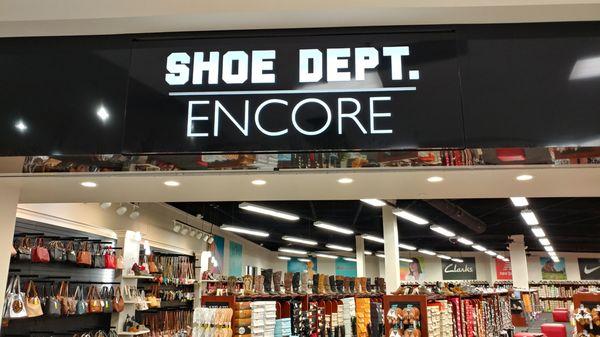 SHOE DEPT.
ENCORE
Clarks